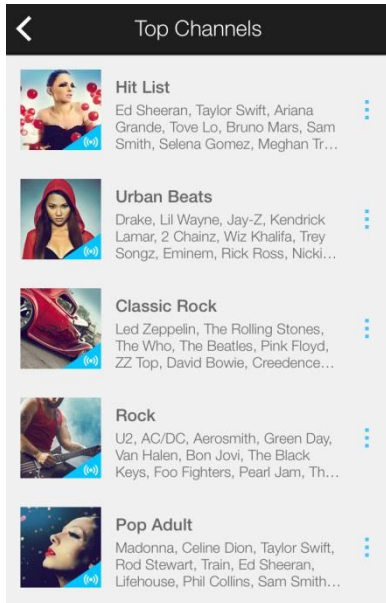 Top Channels
Hit List
Ed Sheeran, Taylor Swift, Ariana
Grande, Tove Lo, Bruno Mars, Sam
Smith, Selena Gomez, Meghan Tr…
Urban Beats
Drake, Lil Wayne, Jay-Z, Kendrick
Lamar, 2 Chainz, Wiz Khalifa, Trey
Songz, Eminem, Rick Ross, Nicki…
Classic Rock
Led Zeppelin, The Rolling Stones,
The Who, The Beatles, Pink Floyd,
ZZ Top, David Bowie, Creedence…
Rock
U2, AC/DC, Aerosmith, Green Day,
Van Halen, Bon Jovi, The Black
Keys, Foo Fighters, Pearl Jam, Th…
Pop Adult
Madonna, Celine Dion, Taylor Swift,
Rod Stewart, Train, Ed Sheeran,
Lifehouse, Phil Collins, Sam Smith…